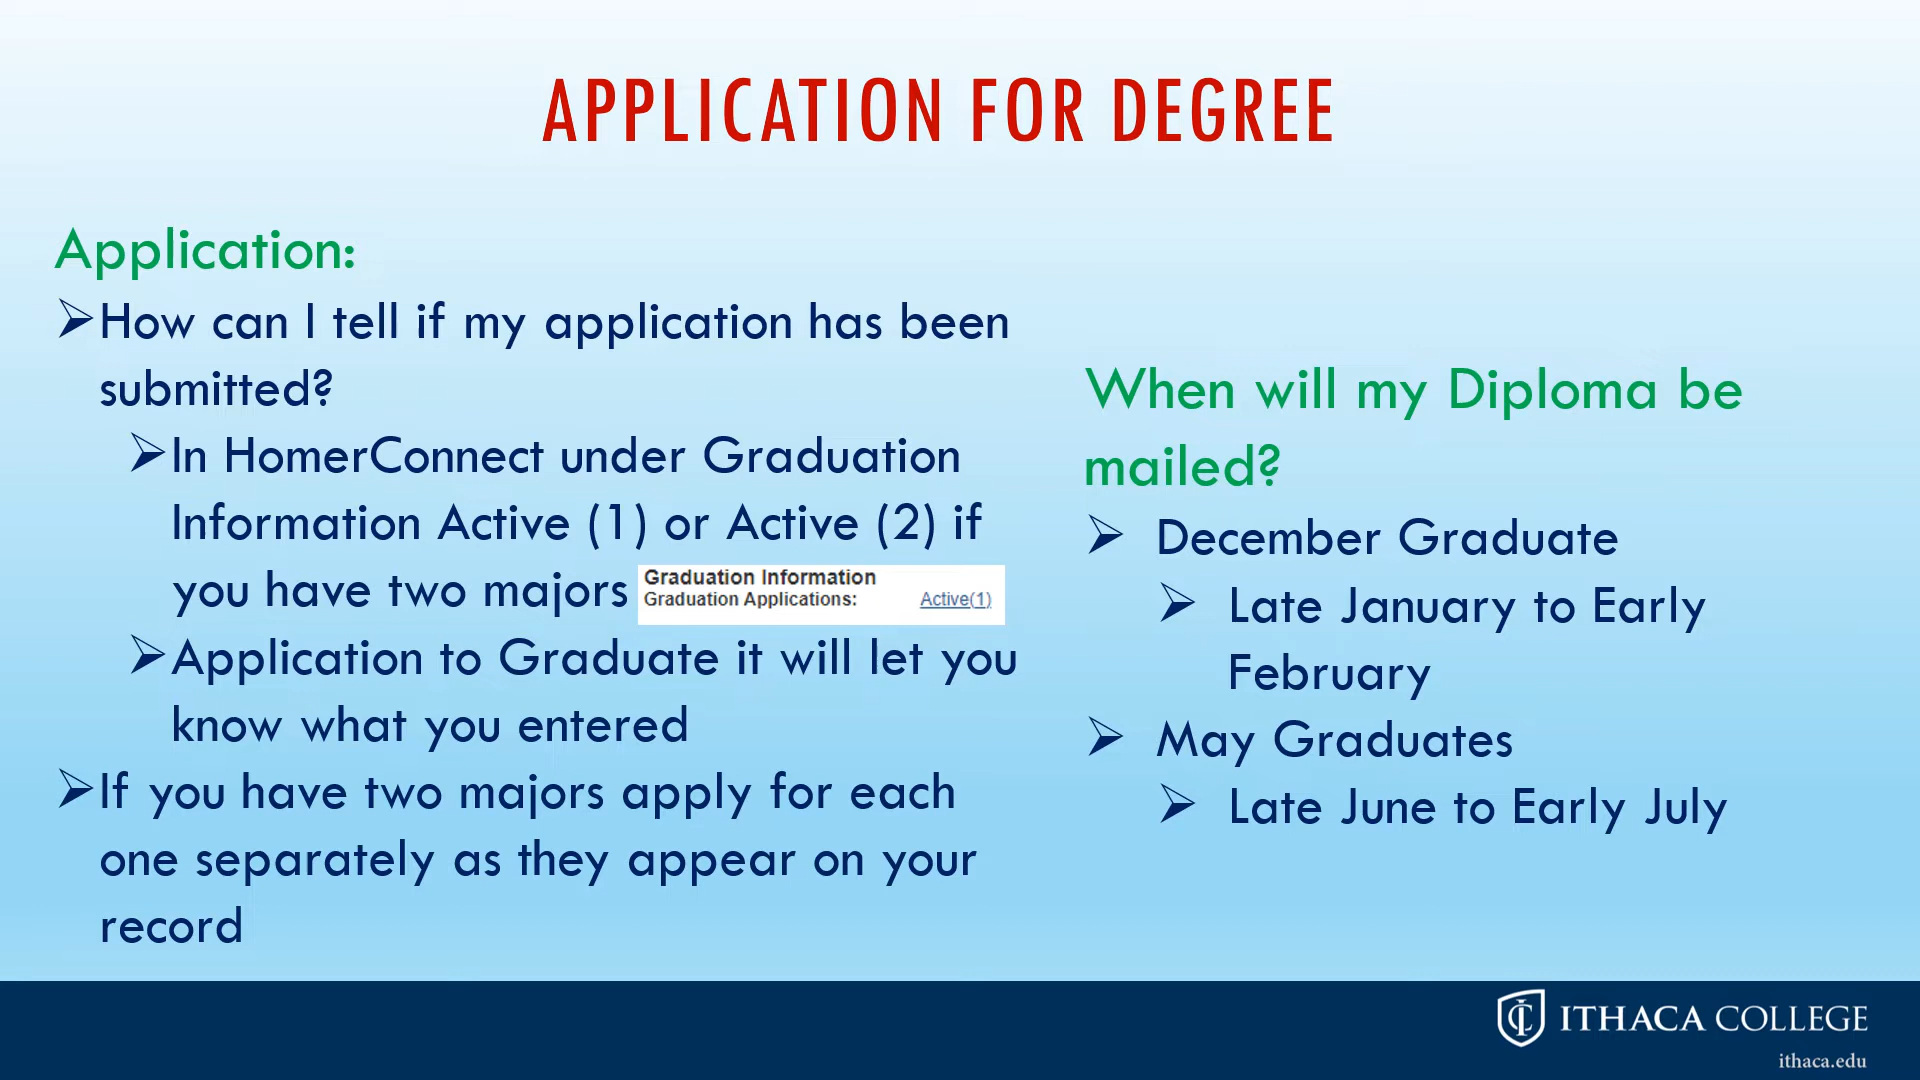 APPLICATION FOR DEGREE
Application:
➢How can I tell if my application has been
submitted?
➢In HomerConnect under Graduation
Information Active (1) or Active (2) if
you have two majors
Graduation Information
Graduation Applications: Active(1)
➢Application to Graduate it will let you
know what you entered
➢If you have two majors apply for each
one separately as they appear on your
record
When will my Diploma be
mailed?
➢ December Graduate
➢ Late January to Early
February
➢ May Graduates
➢ Late June to Early July
IC ITHACA COLLEGE
ithaca.edu